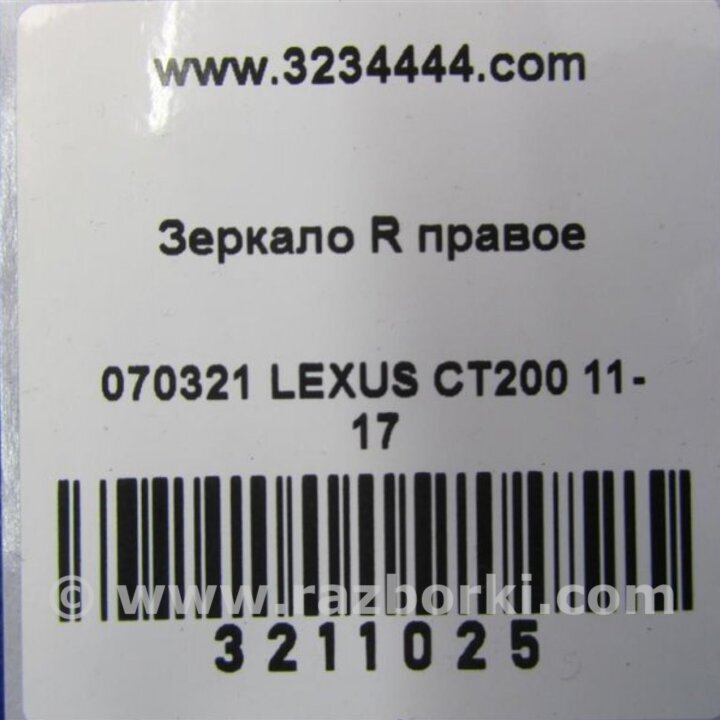 www.3234444.com
Зеркало R правое
070321 LEXUS CT200 11-
17
© www.razborki.com
3211025